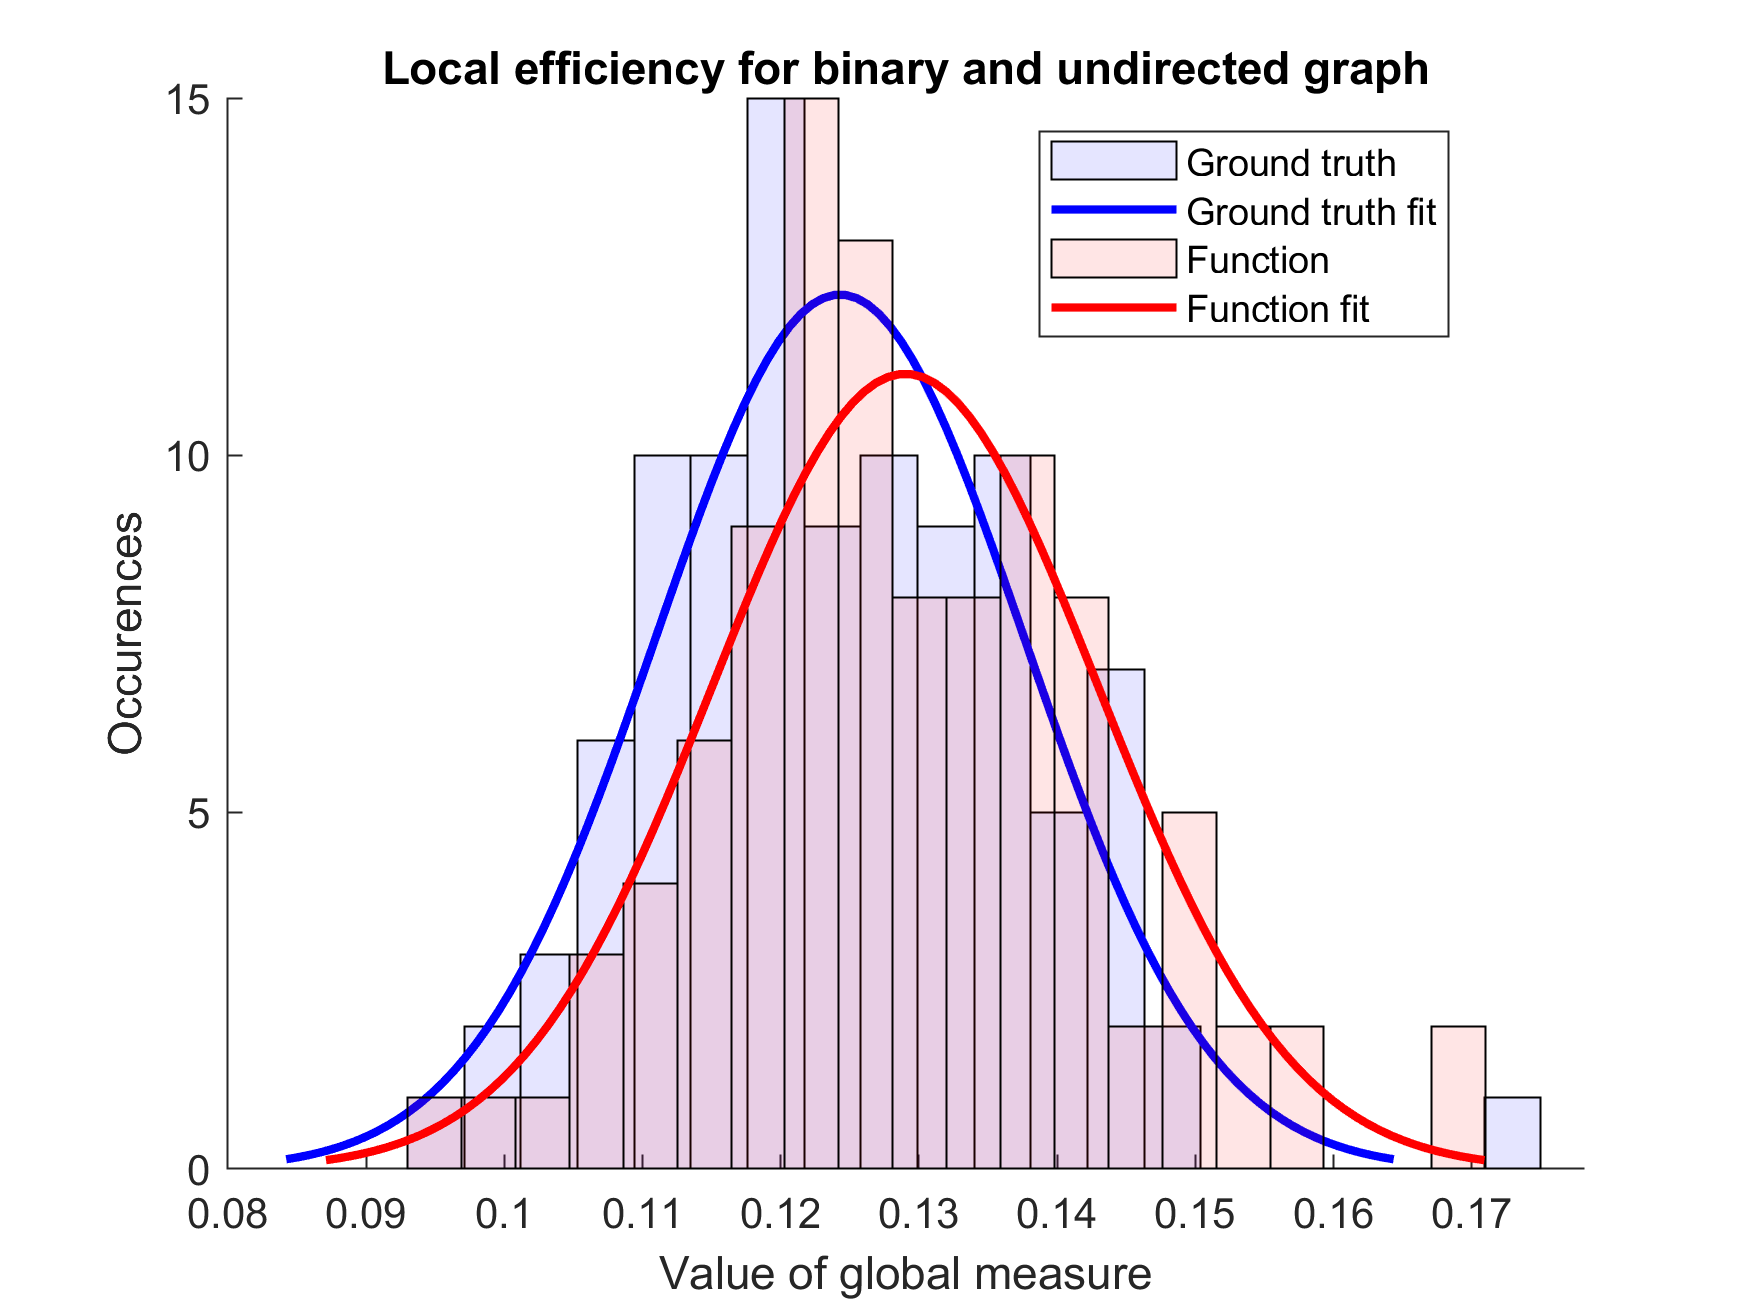 Local efficiency for binary and undirected graph
15
10
5
0
Occurences
Ground truth
Ground truth fit
Function
Function fit
0.08 0.09 0.1 0.11 0.12 0.13 0.14 0.15 0.16 0.17
Value of global measure